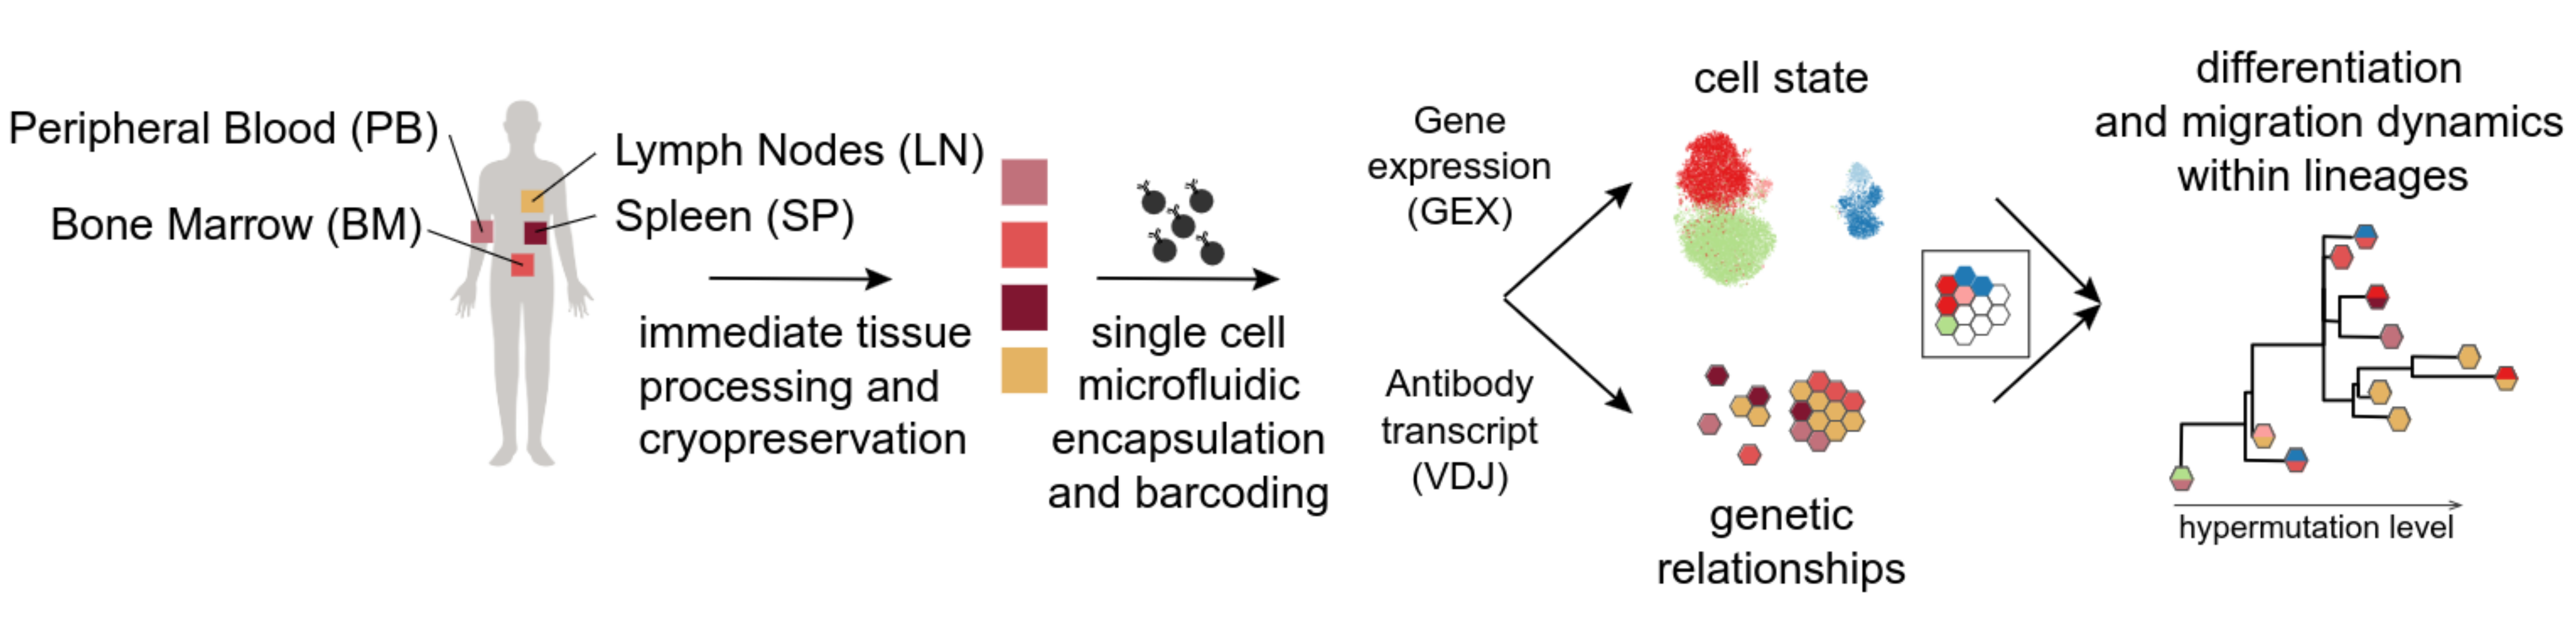 Peripheral Blood (PB)
Bone Marrow (BM)
Lymph Nodes (LN)
Spleen (SP)
immediate tissue
processing and
cryopreservation
single cell
microfluidic
encapsulation
and barcoding
Gene
expression
(GEX)
Antibody
transcript
(VDJ)
cell state
genetic
relationships
differentiation
and migration dynamics
within lineages
hypermutation level